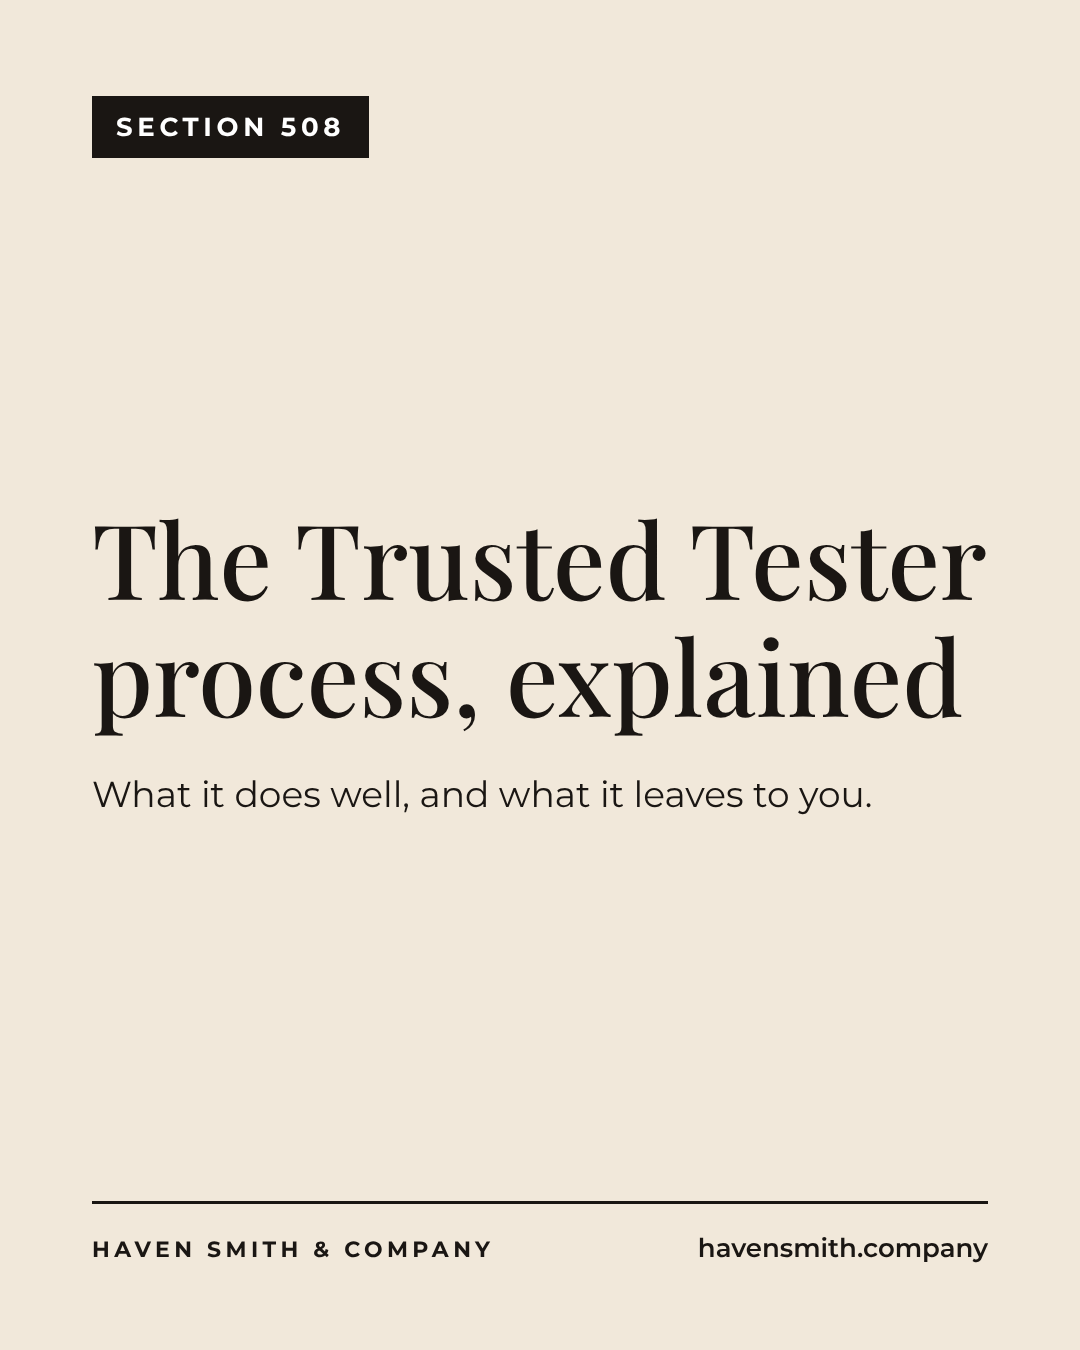 SECTION 508
The Trusted Tester
process, explained
What it does well, and what it leaves to you.
HAVEN SMITH & COMPANY
havensmith.company